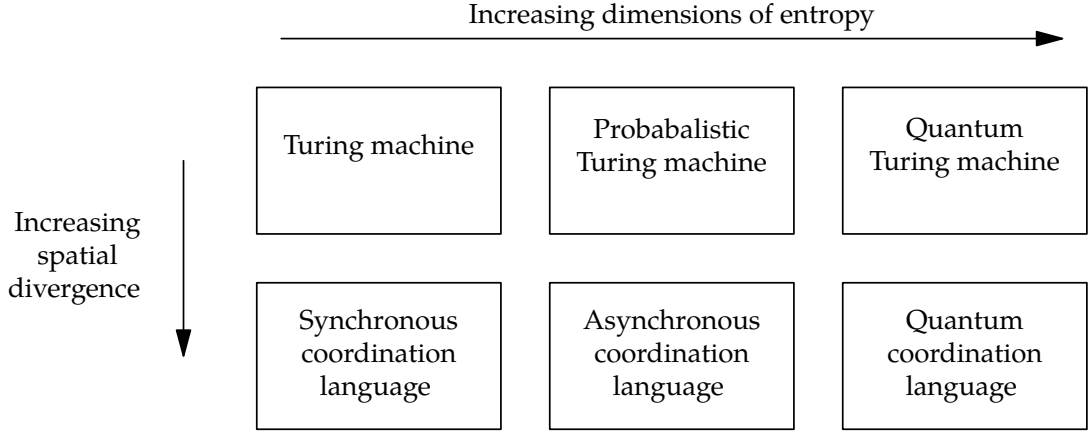 Increasing dimensions of entropy
Turing machine
Probabalistic
Turing machine
Quantum
Turing machine
Increasing
spatial
divergence
Synchronous
coordination
language
Asynchronous
coordination
language
Quantum
coordination
language